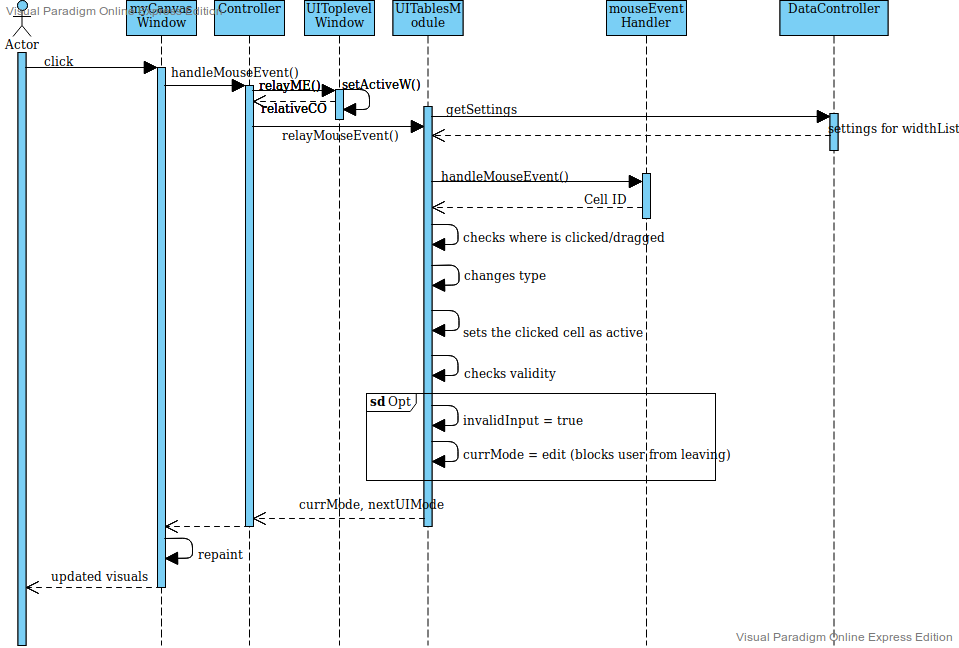 Visual Paradigm Online Express Edition
myCanvas
Window
Controller
UIToplevel
Window
UITablesM
odule
mouseEvent
Handler
DataController
Actor
click
handleMouseEvent()
relayME()
setActiveW()
relativeCO
relayMouseEvent()
getSettings
settings for widthList
handleMouseEvent()
Cell ID
checks where is clicked/dragged
changes type
sets the clicked cell as active
checks validity
sd Opt
invalidInput = true
currMode = edit (blocks user from leaving)
currMode, nextUIMode
repaint
updated visuals
Visual Paradigm Online Express Edition